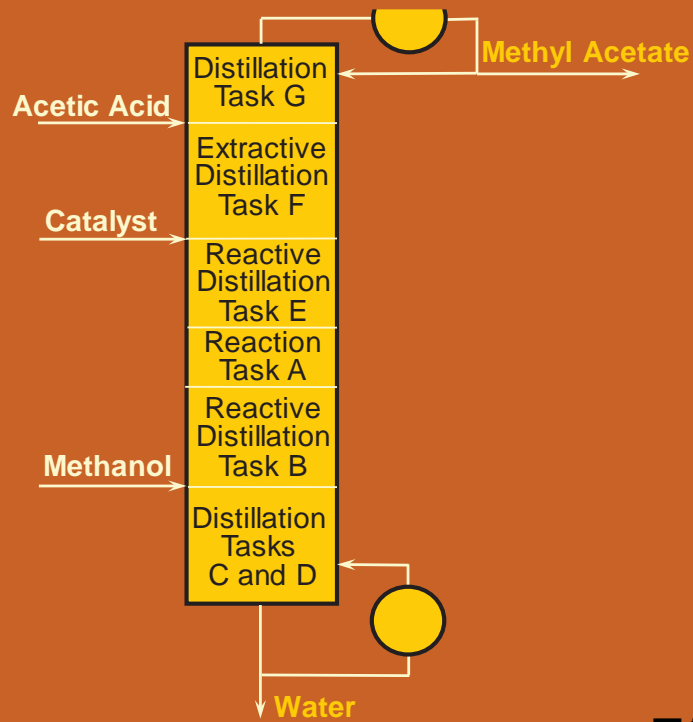 Methyl Acetate
Distillation
Task G
Acetic Acid
Extractive
Distillation
Task F
Catalyst
Reactive
Distillation
Task E
Reaction
Task A
Reactive
Distillation
Task B
Methanol
Distillation
Tasks
C and D
Water